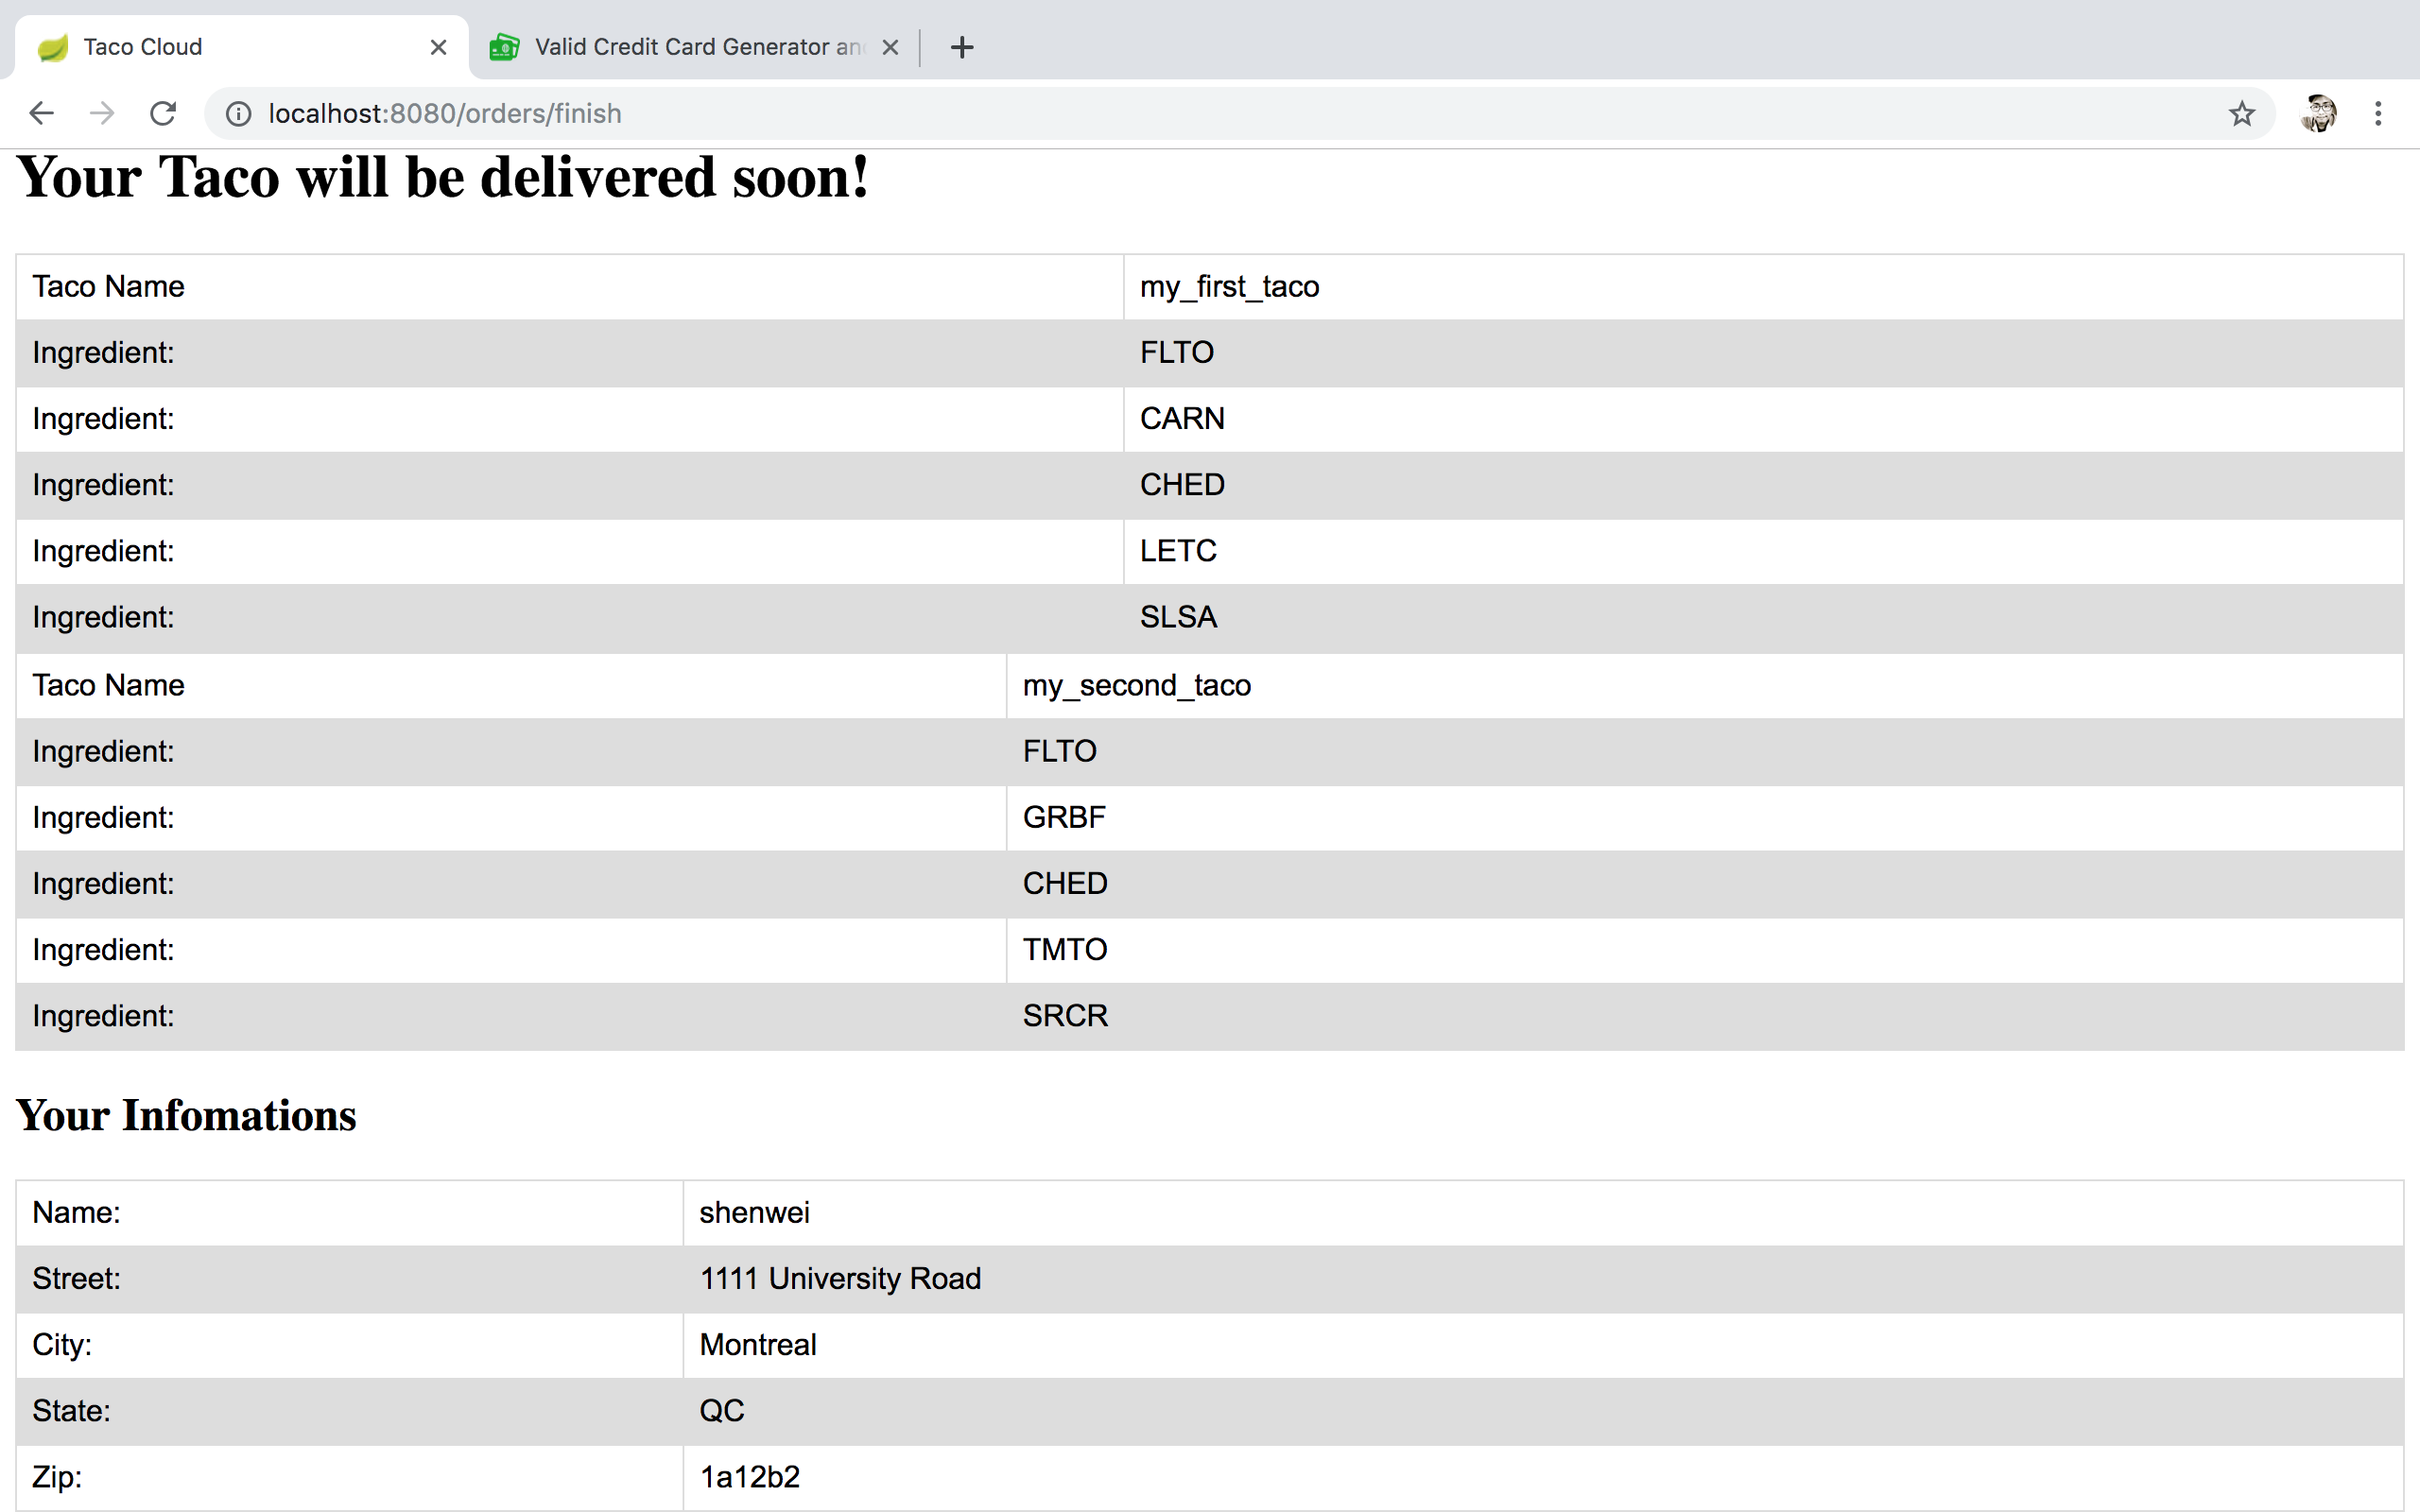 Taco Cloud
Valid Credit Card Generator an
localhost:8080/orders/finish
Your Taco will be delivered soon!
Taco Name my_first_taco
Ingredient: FLTO
Ingredient: CARN
Ingredient: CHED
Ingredient: LETC
Ingredient: SLSA
Taco Name my_second_taco
Ingredient: FLTO
Ingredient: GRBF
Ingredient: CHED
Ingredient: TMTO
Ingredient: SRCR
Your Infomations
Name: shenwei
Street: 1111 University Road
City: Montreal
State: QC
Zip: 1a12b2